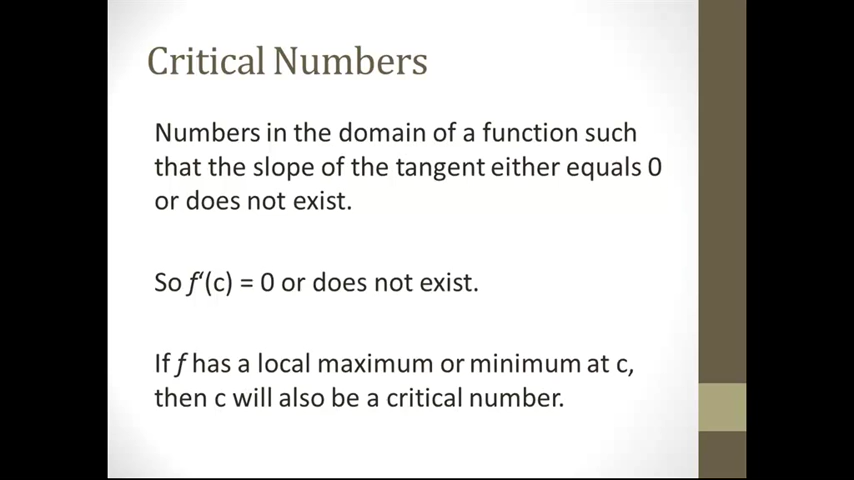 Critical Numbers
Numbers in the domain of a function such
that the slope of the tangent either equals 0
or does not exist.
So f‘(c) = 0 or does not exist.
If f has a local maximum or minimum at c,
then c will also be a critical number.